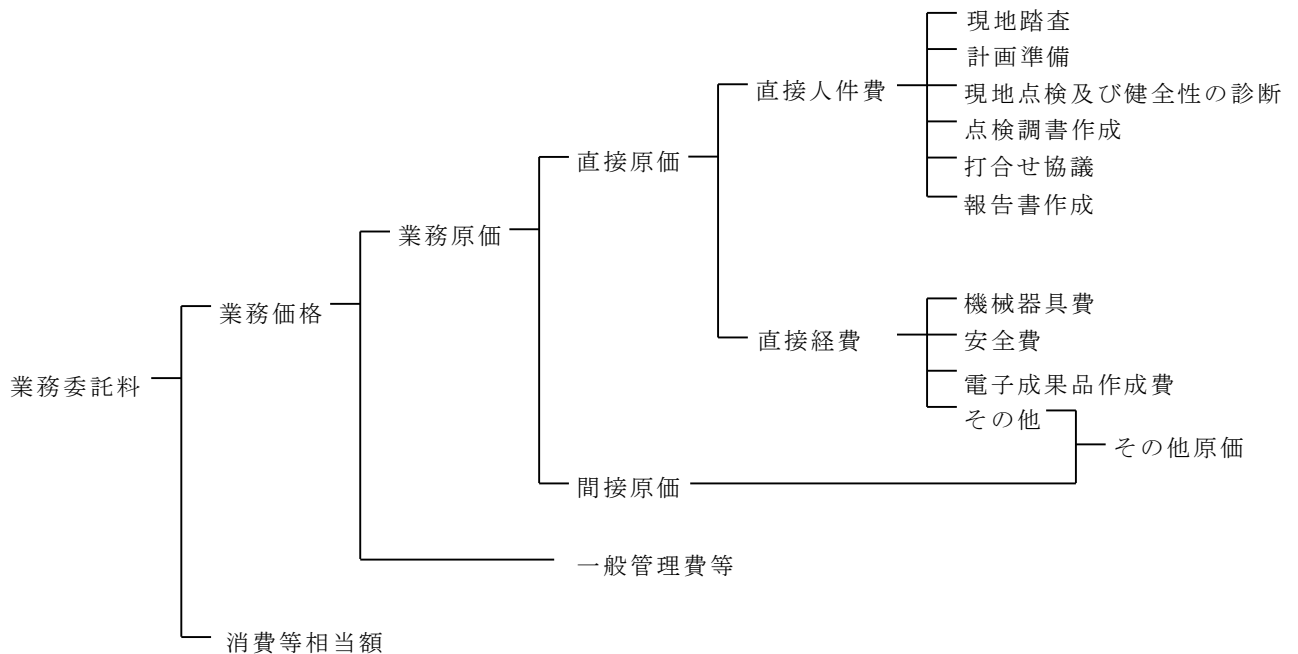 現地踏査
計画準備
直接人件費
現地点検及び健全性の診断
点検調書作成
直接原価
打合せ協議
報告書作成
業務原価
業務価格
機械器具費
直接経費
安全費
業務委託料
電子成果品作成費
その他
その他原価
間接原価
一般管理費等
消費等相当額